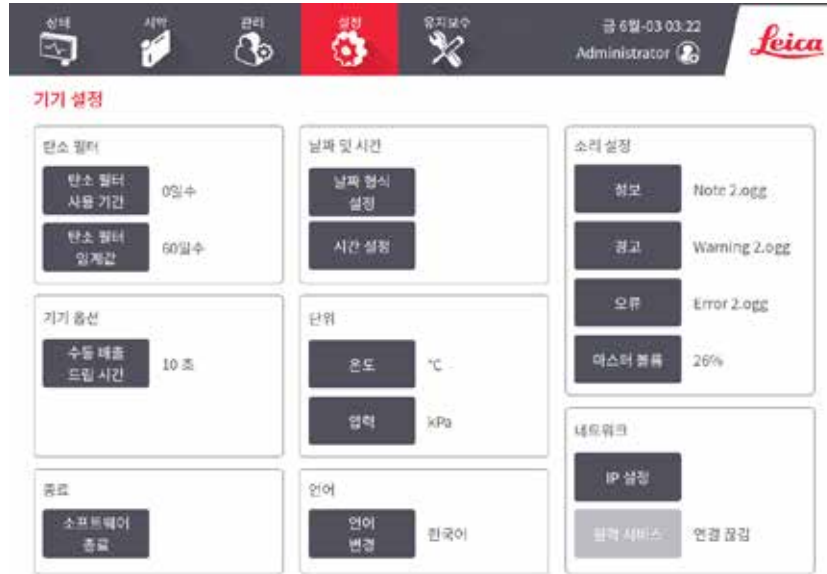 상태
시약
관리
설정
유지보수
금 6월-03 03:22
Administrator
Leica
기기 설정
탄소 필터
탄소 필터
사용 기간
0일수
탄소 필터
임계값
60일수
날짜 및 시간
날짜 형식
설정
시간 설정
소리 설정
정보
Note 2.ogg
경고
Warning 2.ogg
오류
Error 2.ogg
마스터 볼륨
26%
기기 옵션
수동 배출
드립 시간
10 초
단위
온도
°C
압력
kPa
네트워크
IP 설정
원격 서비스
연결 끊김
종료
소프트웨어
종료
언어
언어
변경
한국어